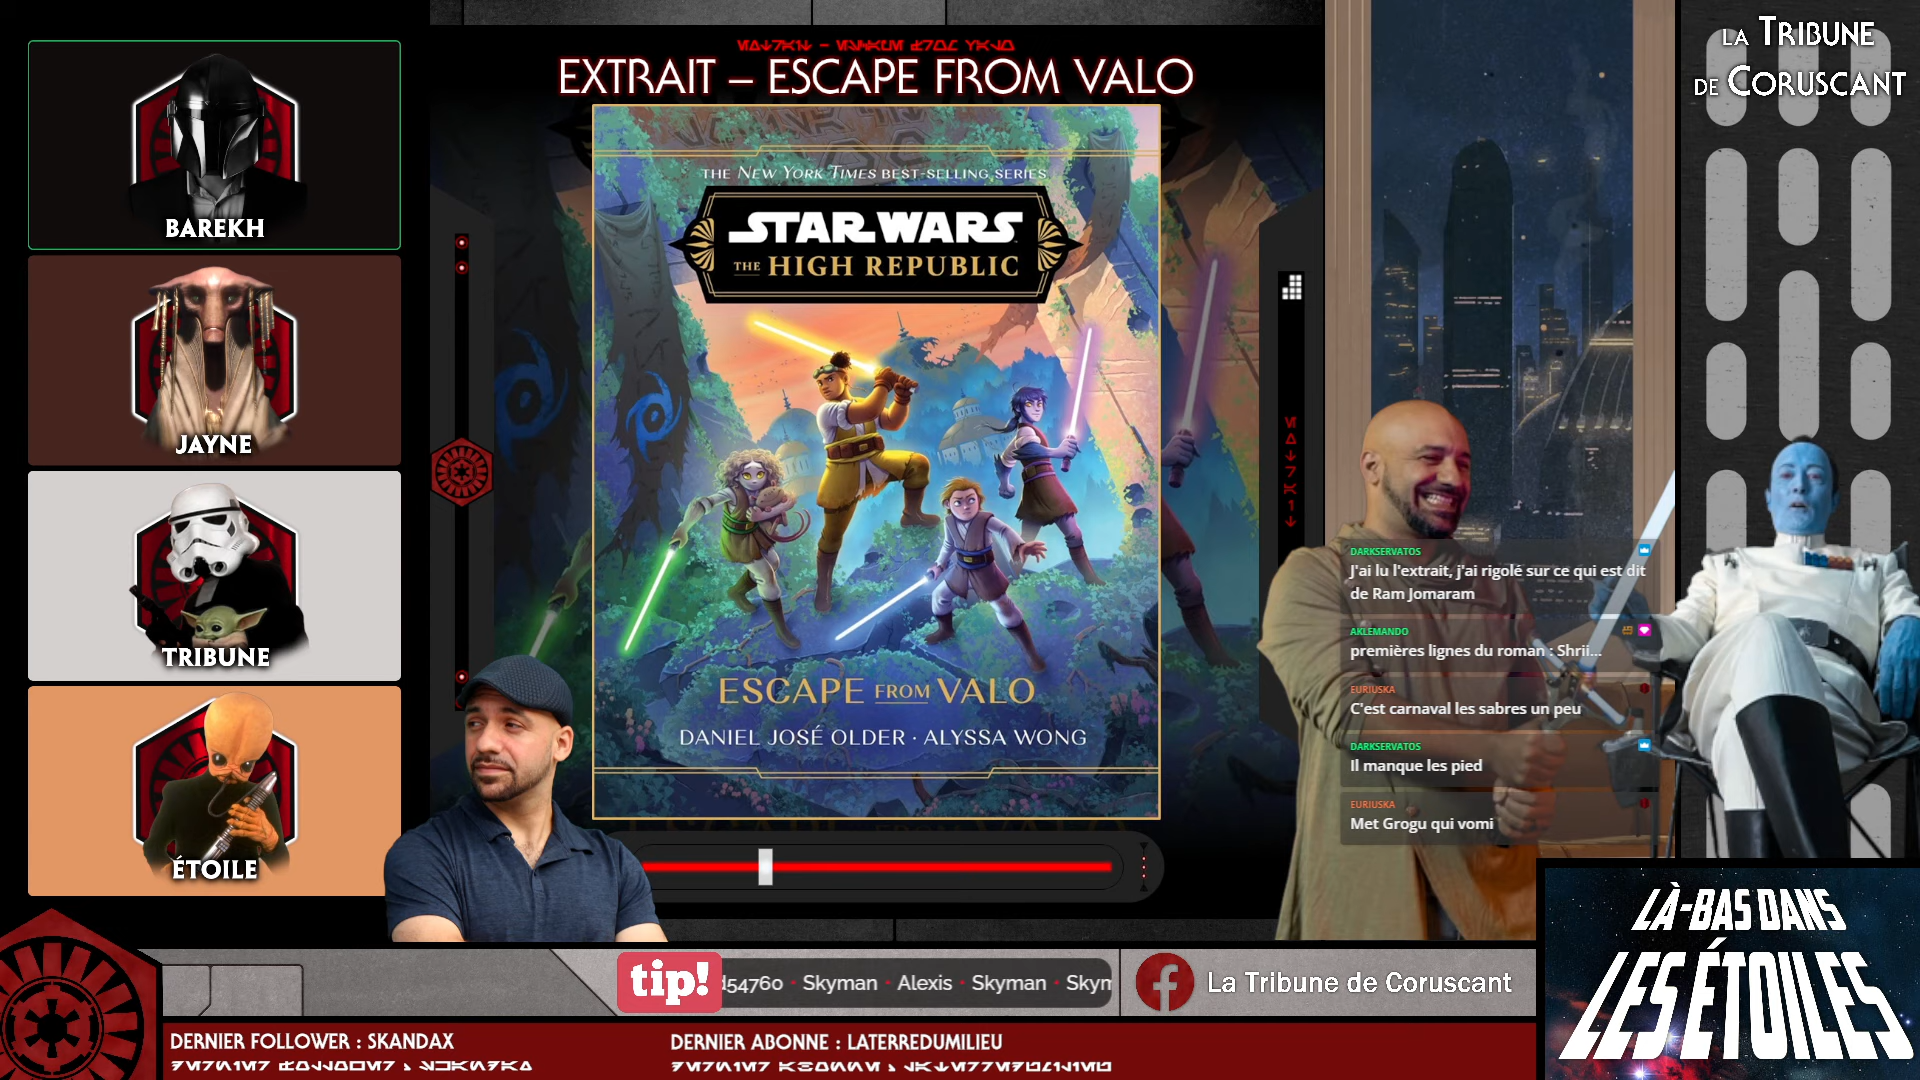 BAREKH
JAYNE
TRIBUNE
ÉTOILE
EXTRAIT – ESCAPE FROM VALO
THE NEW YORK TIMES BEST-SELLING SERIES
STAR WARS
THE HIGH REPUBLIC
ESCAPE FROM VALO
DANIEL JOSÉ OLDER · ALYSSA WONG
LA TRIBUNE
DE CORUSCANT
DARKSERVATOS
J'ai lu l'extrait, j'ai rigolé sur ce qui est dit
de Ram Jomaram
AKLEMANDO
premières lignes du roman : Shrii...
EURIUSKA
C'est carnaval les sabres un peu
DARKSERVATOS
Il manque les pied
EURIUSKA
Met Grogu qui vomi
LÀ-BAS DANS
LES ÉTOILES
tip!
d54760 • Skyman • Alexis • Skyman • Skym
La Tribune de Coruscant
DERNIER FOLLOWER : SKANDAX
DERNIER ABONNE : LATERREDUMILIEU